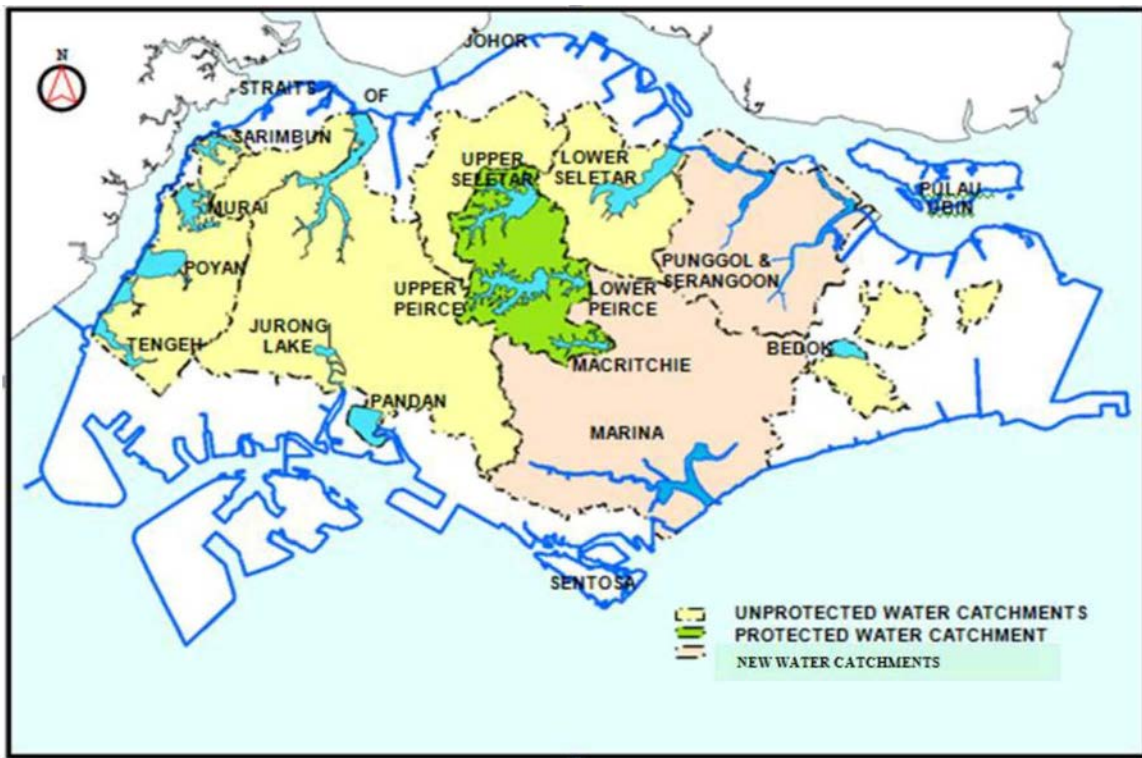 JOHOR
N
STRAITS
OF
SARIMBUN
UPPER
SELETAR
LOWER
SELETAR
PULAU
UBIN
MURAI
POYAN
PUNGGOL &
SERANGOON
UPPER
PEIRCE
LOWER
PEIRCE
TENGEH
JURONG
LAKE
BEDOK
MACRITCHIE
PANDAN
MARINA
SENTOSA
UNPROTECTED WATER CATCHMENTS
PROTECTED WATER CATCHMENT
NEW WATER CATCHMENTS